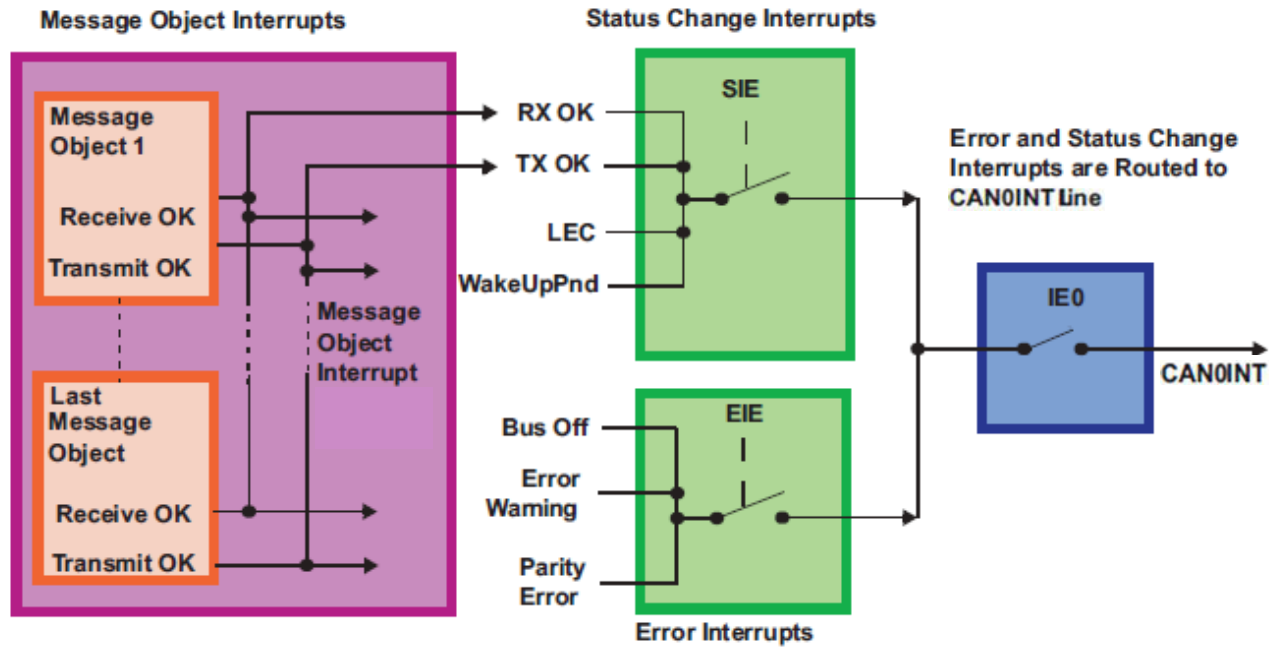 Message Object Interrupts
Status Change Interrupts
Message
Object 1
Receive OK
Transmit OK
Message
Object
Interrupt
Last
Message
Object
Receive OK
Transmit OK
RX OK
TX OK
LEC
WakeUpPnd
SIE
Bus Off
Error
Warning
Parity
Error
EIE
Error Interrupts
Error and Status Change
Interrupts are Routed to
CAN0INT Line
IE0
CAN0INT